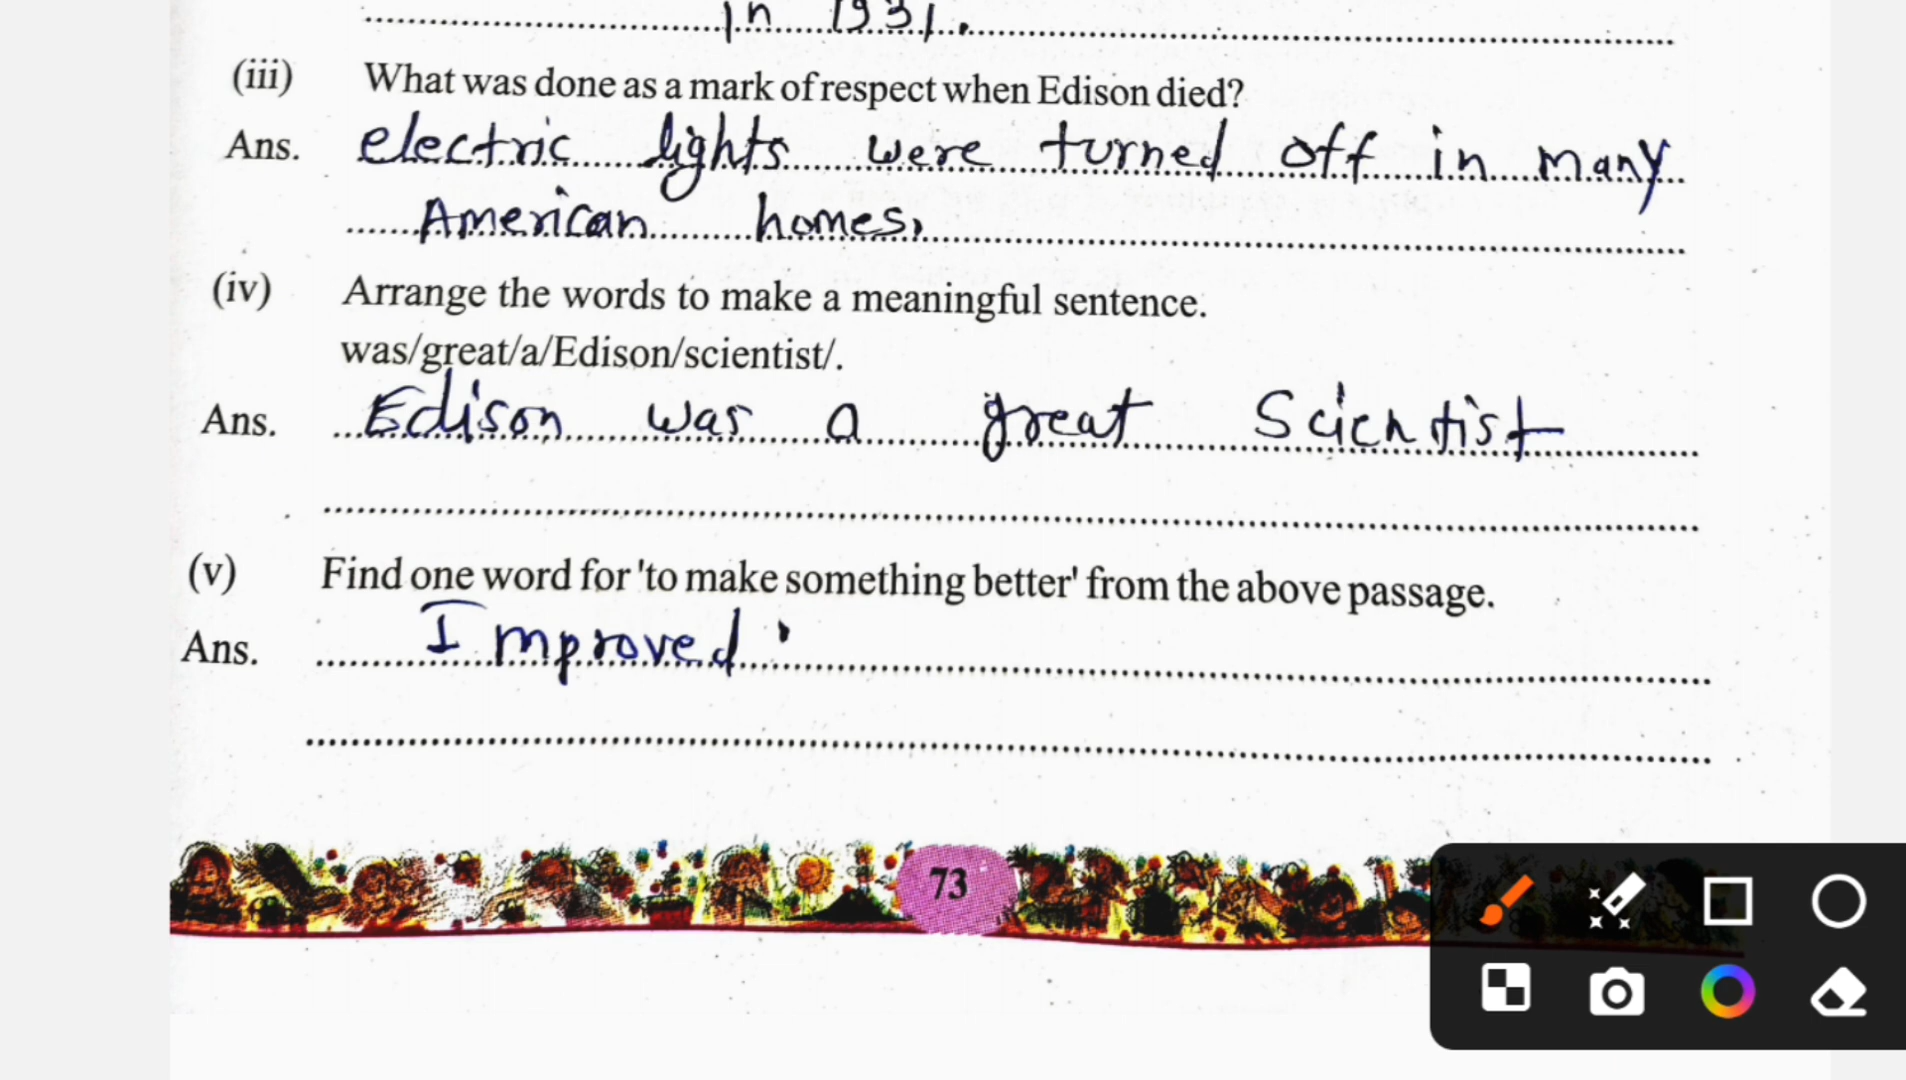 in 1931.
(iii) What was done as a mark of respect when Edison died?
Ans. electric lights were turned off in many
American homes.
(iv) Arrange the words to make a meaningful sentence.
was/great/a/Edison/scientist/.
Ans. Edison was a great Scientist
(v) Find one word for 'to make something better' from the above passage.
Ans. Improved.
73